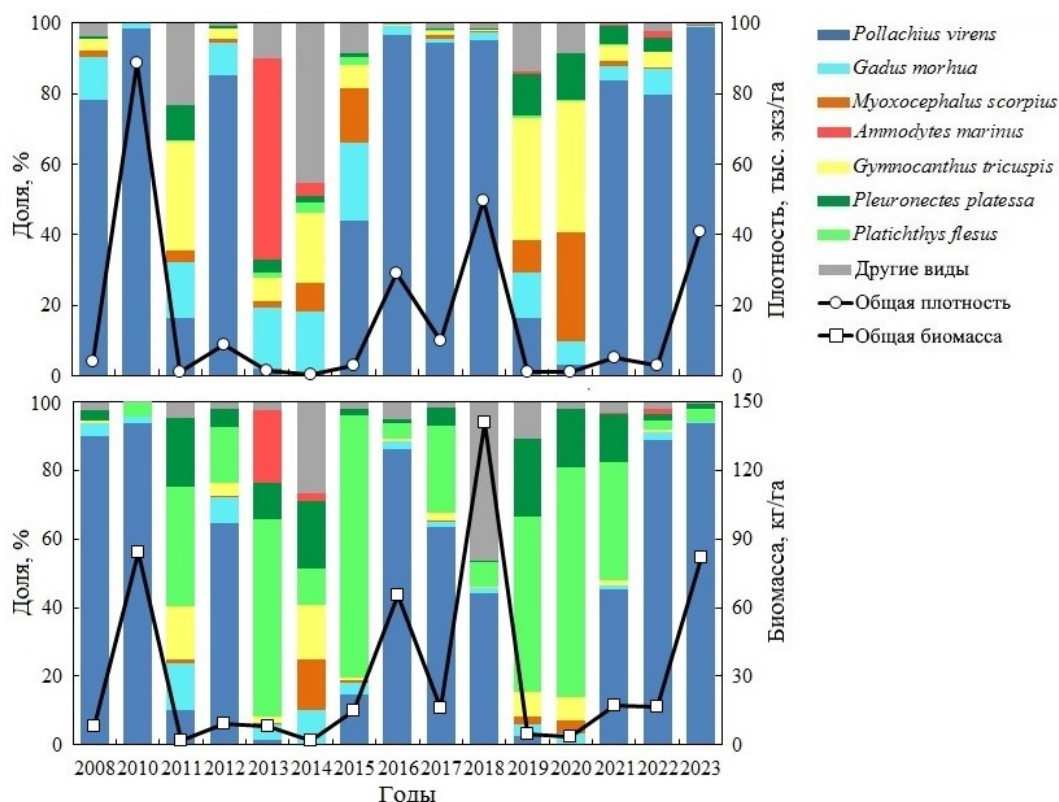 100
80
60
40
20
0
Доля, %
100
80
60
40
20
0
Плотность, тыс. экз/га
100
80
60
40
20
0
Доля, %
150
120
90
60
30
0
Биомасса, кг/га
2008 2010 2011 2012 2013 2014 2015 2016 2017 2018 2019 2020 2021 2022 2023
Годы
Pollachius virens
Gadus morhua
Myoxocephalus scorpius
Ammodytes marinus
Gymnocanthus tricuspis
Pleuronectes platessa
Platichthys flesus
Другие виды
Общая плотность
Общая биомасса